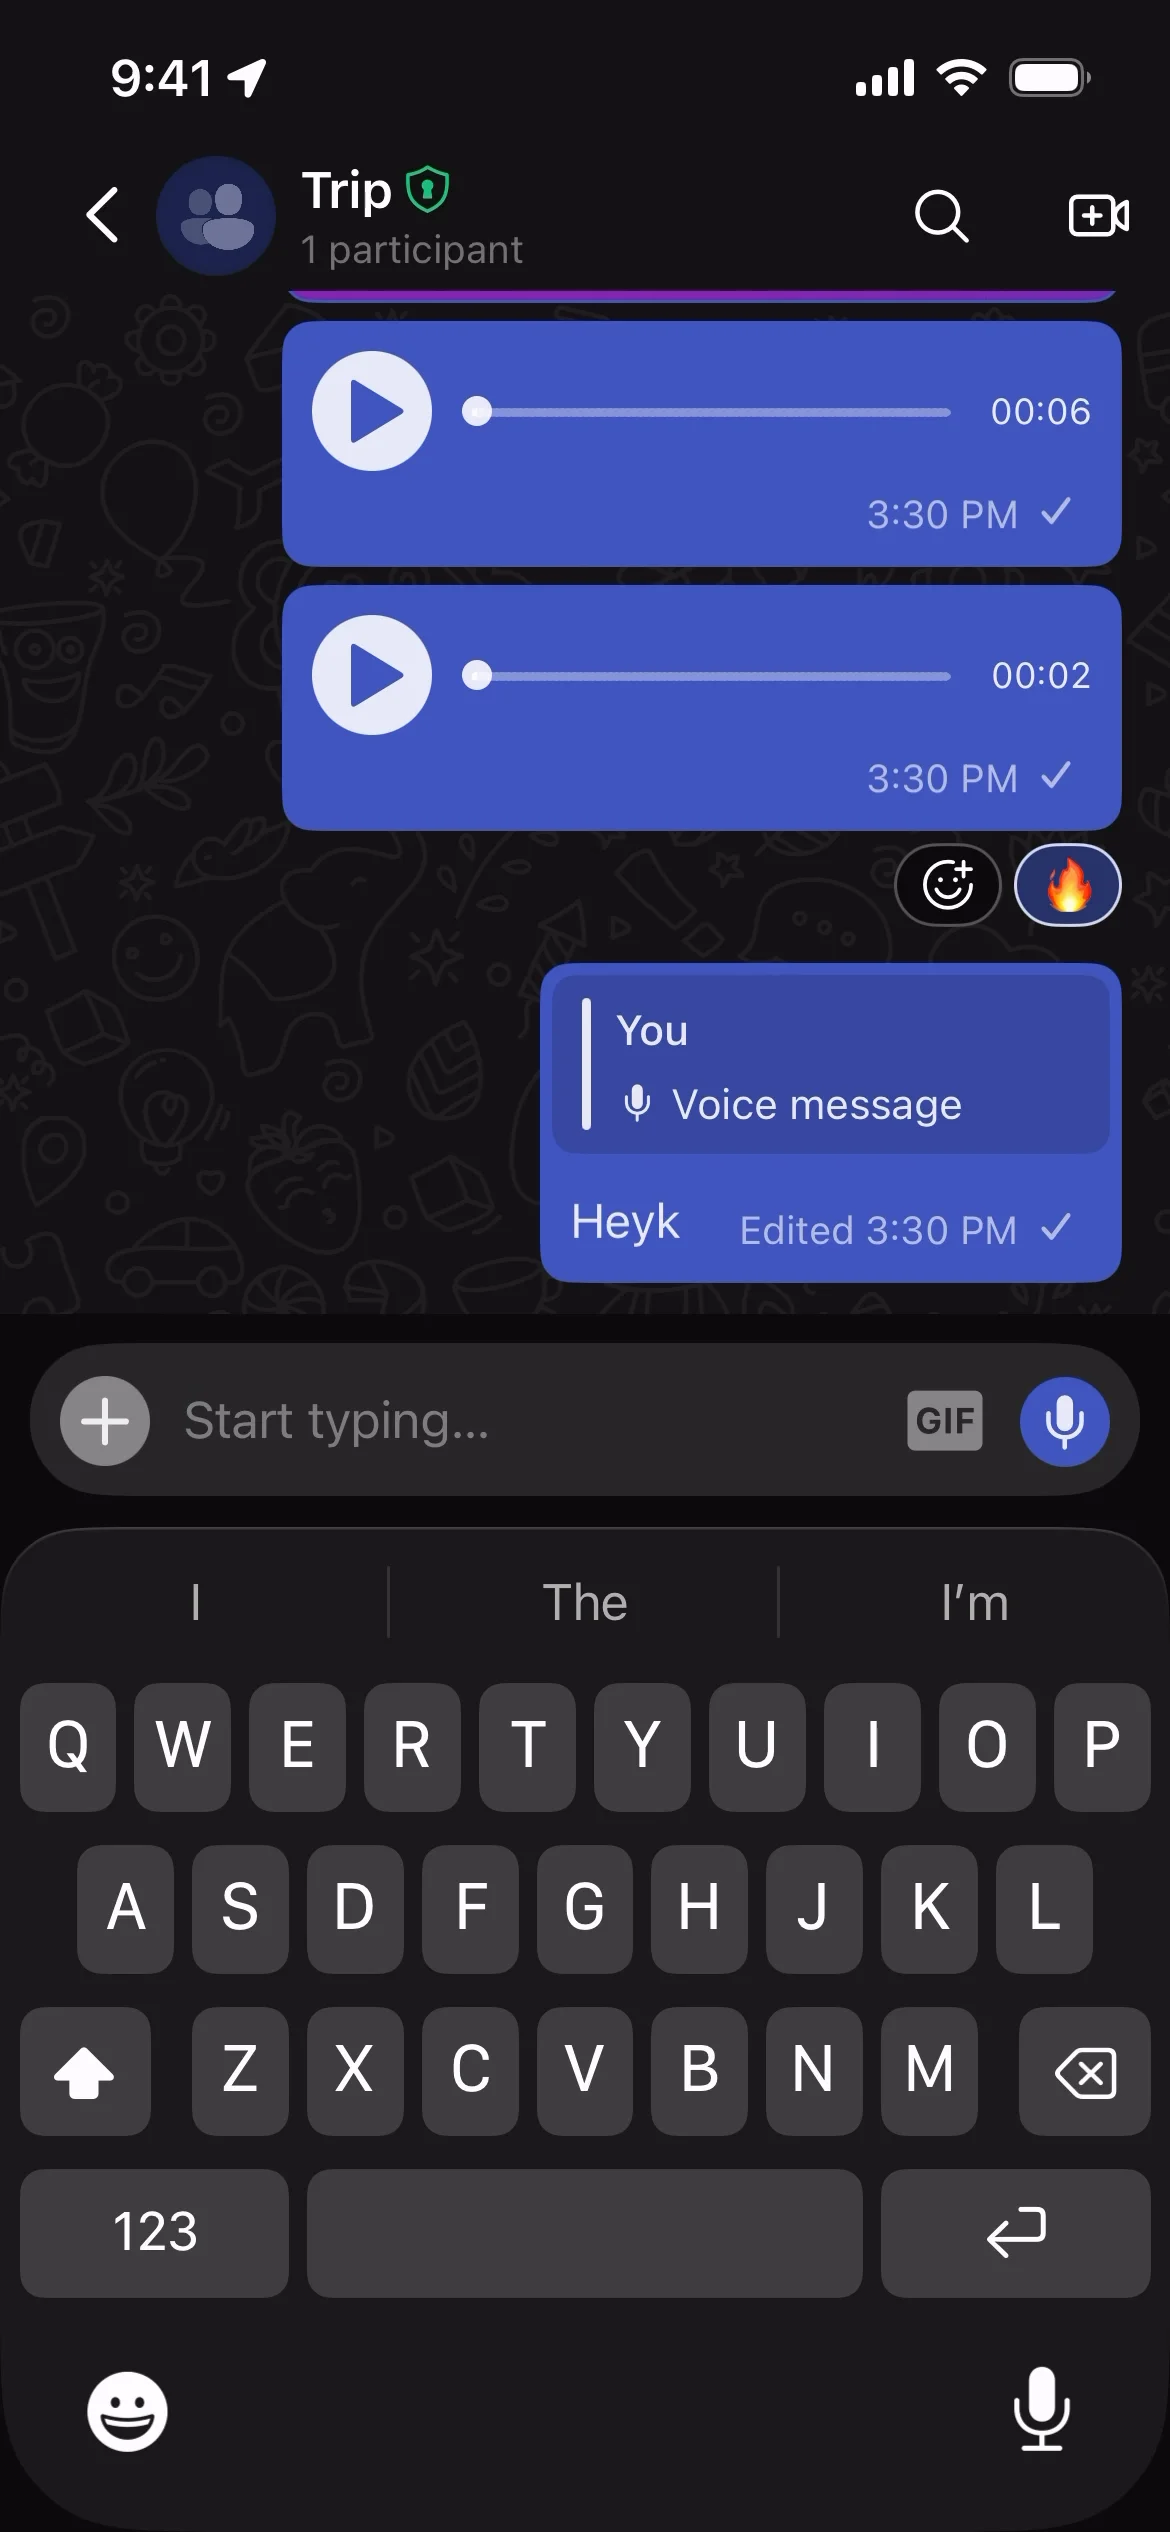 9:41
Trip
1 participant
00:06
3:30 PM
00:02
3:30 PM
You
Voice message
Heyk Edited 3:30 PM
Start typing... GIF
I The I’m
Q W E R T Y U I O P
A S D F G H J K L
Z X C V B N M
123